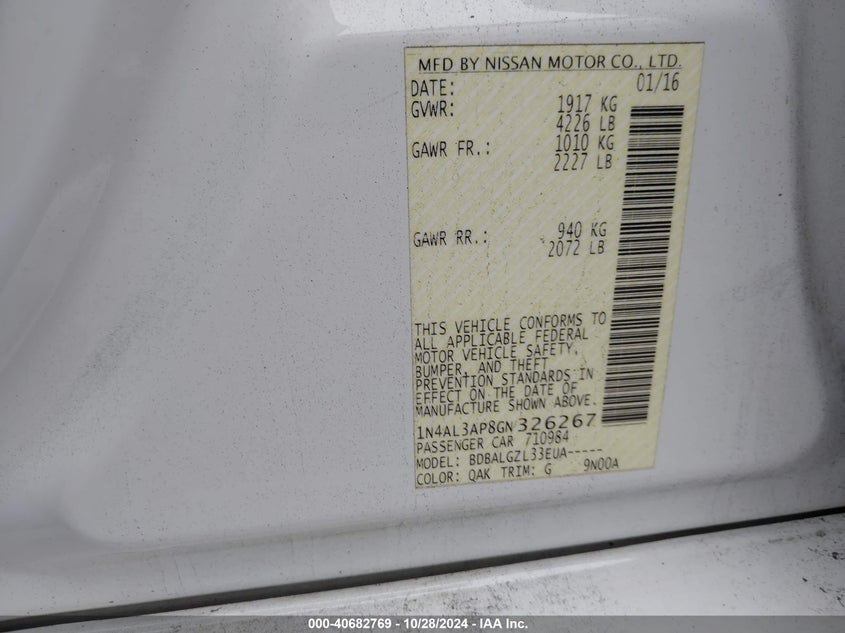 MFD BY NISSAN MOTOR CO., LTD.
DATE: 01/16
GVWR: 1917 KG
4226 LB
GAWR FR.: 1010 KG
2227 LB
GAWR RR.: 940 KG
2072 LB
THIS VEHICLE CONFORMS TO
ALL APPLICABLE FEDERAL
MOTOR VEHICLE SAFETY,
BUMPER, AND THEFT
PREVENTION STANDARDS IN
EFFECT ON THE DATE OF
MANUFACTURE SHOWN ABOVE.
1N4AL3AP8GN326267
PASSENGER CAR 710984
MODEL: BDBALGZL33EUA-----
COLOR: QAK TRIM: G 9N00A
000-40682769 | 10/28/2024 - IAA Inc.